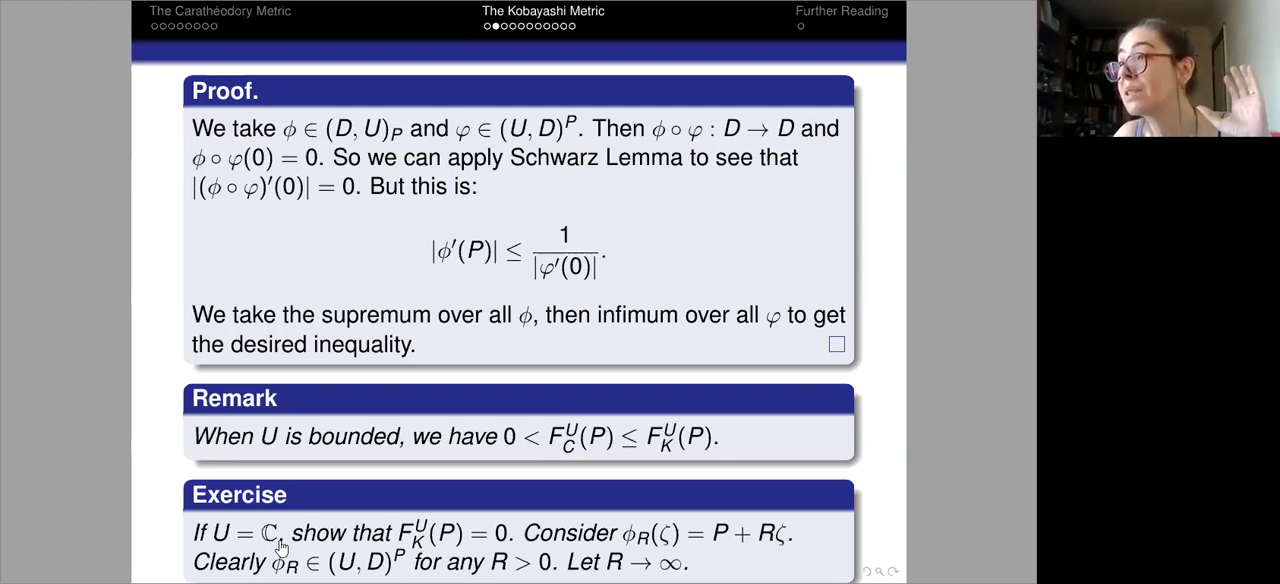 The Carathéodory Metric
The Kobayashi Metric
Further Reading
Proof.
We take ϕ ∈ (D, U)_P and φ ∈ (U, D)^P. Then ϕ ∘ φ : D → D and
ϕ ∘ φ(0) = 0. So we can apply Schwarz Lemma to see that
|(ϕ ∘ φ)′(0)| = 0. But this is:
|ϕ′(P)| ≤ 1/|φ′(0)|.
We take the supremum over all ϕ, then infimum over all φ to get
the desired inequality.
Remark
When U is bounded, we have 0 < F_C^U(P) ≤ F_K^U(P).
Exercise
If U = ℂ, show that F_K^U(P) = 0. Consider ϕ_R(ζ) = P + Rζ.
Clearly ϕ_R ∈ (U, D)^P for any R > 0. Let R → ∞.